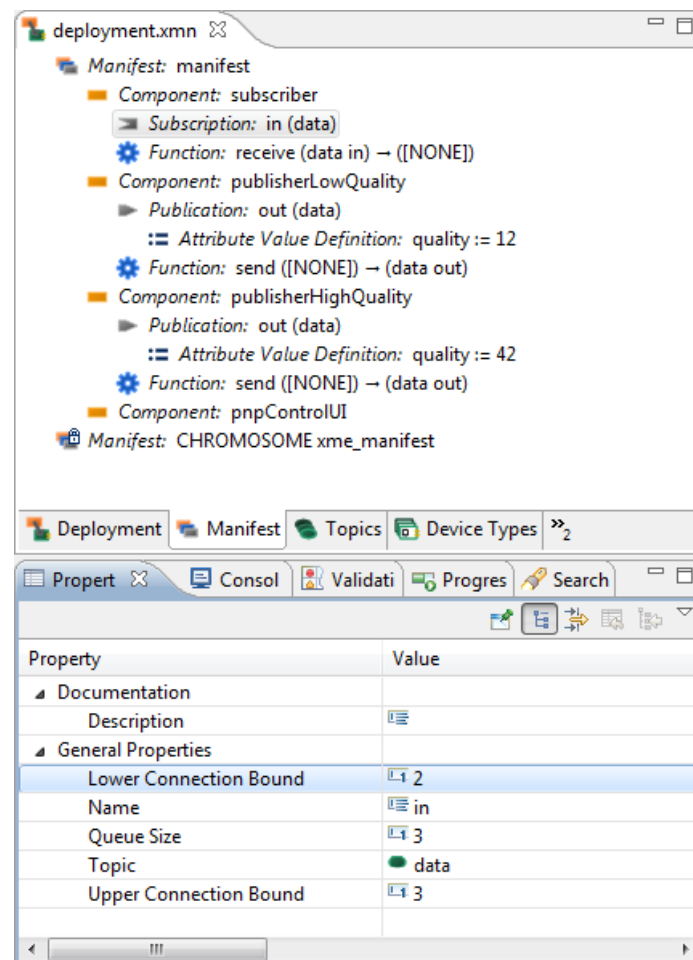 deployment.xmn
Manifest: manifest
Component: subscriber
Subscription: in (data)
Function: receive (data in) → ([NONE])
Component: publisherLowQuality
Publication: out (data)
Attribute Value Definition: quality := 12
Function: send ([NONE]) → (data out)
Component: publisherHighQuality
Publication: out (data)
Attribute Value Definition: quality := 42
Function: send ([NONE]) → (data out)
Component: pnpControlUI
Manifest: CHROMOSOME xme_manifest
Deployment Manifest Topics Device Types »2
Propert Consol Validati Progres Search
Property Value
Documentation
Description
General Properties
Lower Connection Bound 2
Name in
Queue Size 3
Topic data
Upper Connection Bound 3